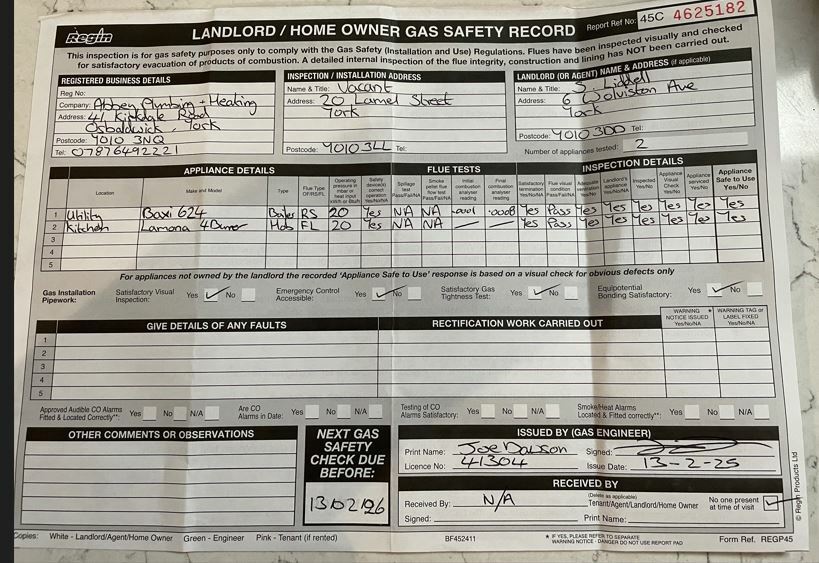 Regin
LANDLORD / HOME OWNER GAS SAFETY RECORD
Report Ref No: 45C 4625182
This inspection is for gas safety purposes only to comply with the Gas Safety (Installation and Use) Regulations. Flues have been inspected visually and checked
for satisfactory evacuation of products of combustion. A detailed internal inspection of the flue integrity, construction and lining has NOT been carried out.
REGISTERED BUSINESS DETAILS
Reg No:
Company: Abbey Plumbing + Heating
Address: 41 Kirkdale Road
Osbaldwick, York
Postcode: YO10 3NQ
Tel: 07876492221
INSPECTION / INSTALLATION ADDRESS
Name & Title: Vacant
Address: 20 Lamel Street
York
Postcode: YO10 3LL Tel:
LANDLORD (OR AGENT) NAME & ADDRESS (if applicable)
Name & Title: S. Liddell
Address: 6 Wolviston Ave
York
Postcode: YO10 3DD Tel:
Number of appliances tested: 2
APPLIANCE DETAILS FLUE TESTS INSPECTION DETAILS
Location Make and Model Type Flue Type OF/RS/FL Operating pressure in mbar or heat input kW/h or Btu/h Safety device(s) correct operation Yes/No/NA Spillage test Pass/Fail/NA Smoke pellet flue flow test Pass/Fail/NA Initial combustion analyser reading Final combustion analyser reading Satisfactory termination Yes/No/NA Flue visual condition Pass/Fail/NA Adequate ventilation Yes/No Landlord's appliance Yes/No/NA Inspected Yes/No Appliance Visual Check Yes/No Appliance serviced Yes/No Appliance Safe to Use Yes/No
1 Utility Baxi 624 Boiler RS 20 Yes NA NA .0001 .0008 Yes Pass Yes Yes Yes Yes Yes Yes
2 Kitchen Lamona 4 Burner Hob FL 20 Yes NA NA — — Yes Pass Yes Yes Yes Yes Yes Yes
3
4
5
For appliances not owned by the landlord the recorded 'Appliance Safe to Use' response is based on a visual check for obvious defects only
Gas Installation Pipework: Satisfactory Visual Inspection: Yes ✓ No Emergency Control Accessible: Yes ✓ No Satisfactory Gas Tightness Test: Yes ✓ No Equipotential Bonding Satisfactory: Yes ✓ No
GIVE DETAILS OF ANY FAULTS RECTIFICATION WORK CARRIED OUT WARNING * NOTICE ISSUED Yes/No/NA WARNING TAG or LABEL FIXED Yes/No/NA
1
2
3
4
5
Approved Audible CO Alarms Fitted & Located Correctly**: Yes No N/A Are CO Alarms in Date: Yes No N/A Testing of CO Alarms Satisfactory: Yes No N/A Smoke/Heat Alarms Located & Fitted correctly**: Yes No N/A
OTHER COMMENTS OR OBSERVATIONS
NEXT GAS
SAFETY
CHECK DUE
BEFORE:
13/02/26
ISSUED BY (GAS ENGINEER)
Print Name: Joe Dawson Signed:
Licence No: 41304 Issue Date: 13-2-25
RECEIVED BY
Received By: N/A (Delete as applicable) Tenant/Agent/Landlord/Home Owner No one present at time of visit ✓
Signed: Print Name:
© Regin Products Ltd
Copies: White - Landlord/Agent/Home Owner Green - Engineer Pink - Tenant (if rented)
BF452411
* IF YES, PLEASE REFER TO SEPARATE
WARNING NOTICE - DANGER DO NOT USE REPORT PAD
Form Ref. REGP45